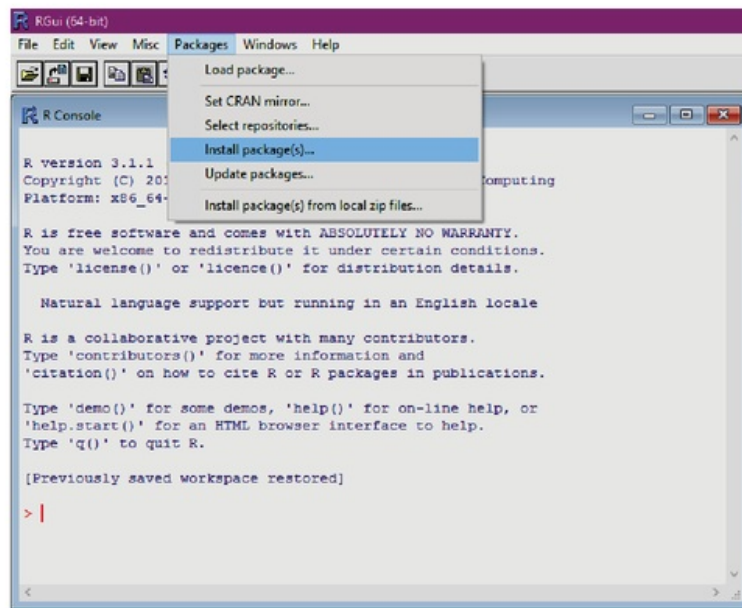 RGui (64-bit)
File Edit View Misc Packages Windows Help
Load package...
Set CRAN mirror...
Select repositories...
Install package(s)...
Update packages...
Install package(s) from local zip files...
R Console
R version 3.1.1
Copyright (C) 201 Computing
Platform: x86_64-
R is free software and comes with ABSOLUTELY NO WARRANTY.
You are welcome to redistribute it under certain conditions.
Type 'license()' or 'licence()' for distribution details.
Natural language support but running in an English locale
R is a collaborative project with many contributors.
Type 'contributors()' for more information and
'citation()' on how to cite R or R packages in publications.
Type 'demo()' for some demos, 'help()' for on-line help, or
'help.start()' for an HTML browser interface to help.
Type 'q()' to quit R.
[Previously saved workspace restored]
>